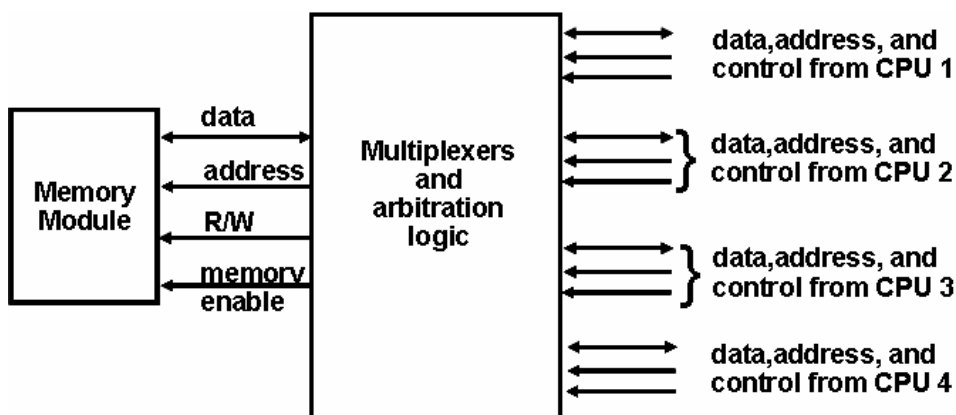 data,address, and
control from CPU 1
data
address
R/W
memory
enable
Memory
Module
Multiplexers
and
arbitration
logic
data,address, and
control from CPU 2
data,address, and
control from CPU 3
data,address, and
control from CPU 4